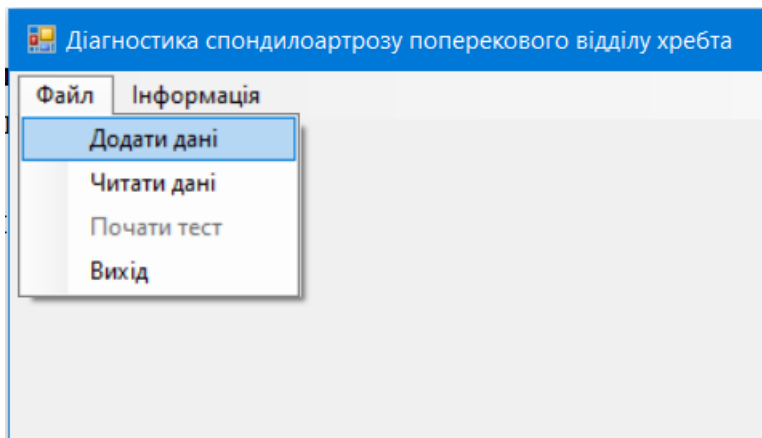 Діагностика спондилоартрозу поперекового відділу хребта
Файл Інформація
Додати дані
Читати дані
Почати тест
Вихід